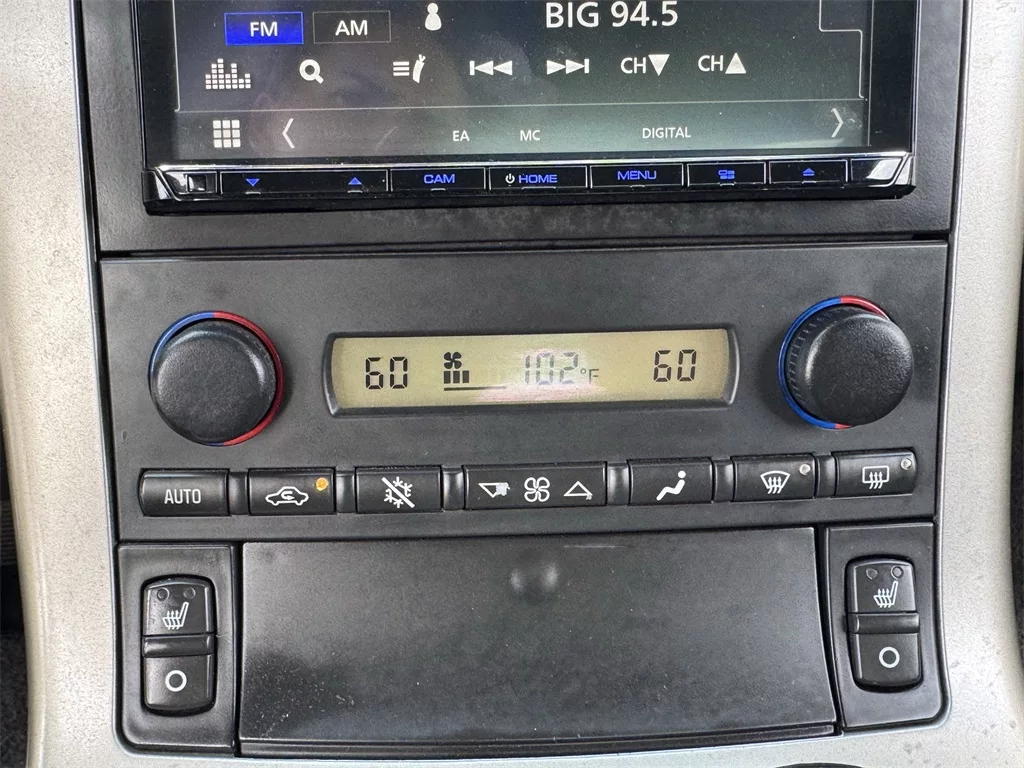 BIG 94.5
FM AM
CH CH
EA MC DIGITAL
CAM HOME MENU
60 102°F 60
AUTO